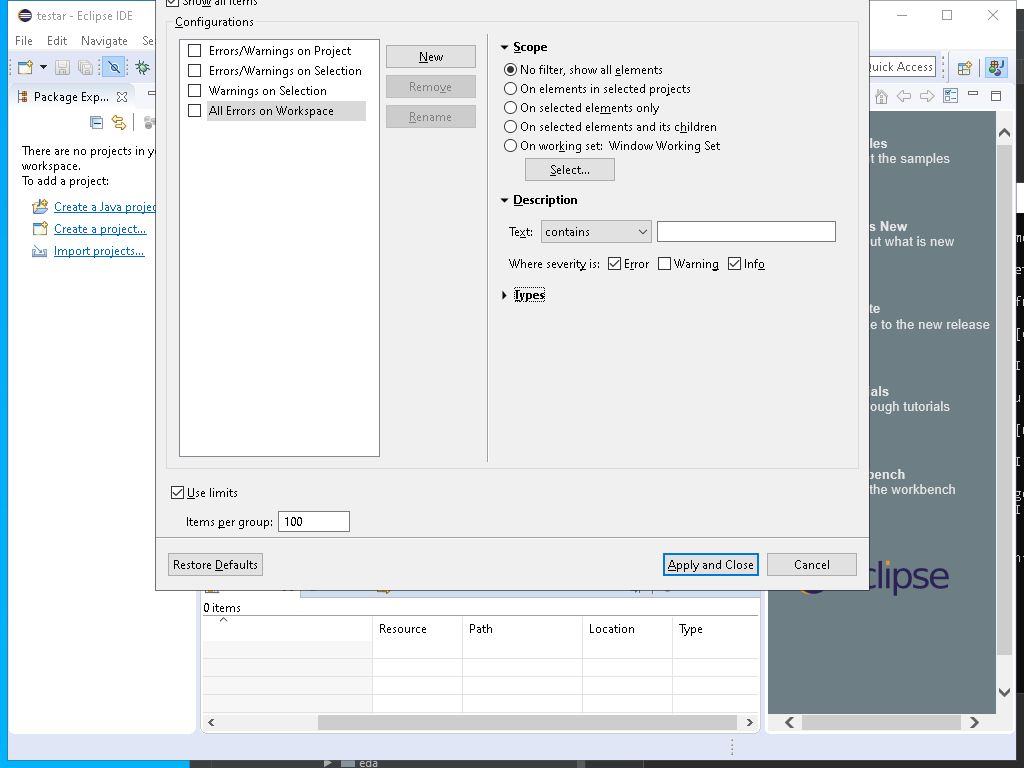 testar - Eclipse IDE
Show all items
Configurations
File Edit Navigate Se
Errors/Warnings on Project
Errors/Warnings on Selection
Warnings on Selection
All Errors on Workspace
New
Remove
Rename
Scope
No filter, show all elements
On elements in selected projects
On selected elements only
On selected elements and its children
On working set: Window Working Set
Select...
Description
Text: contains
Where severity is: Error Warning Info
Types
Quick Access
Package Exp...
There are no projects in y
workspace.
To add a project:
Create a Java projec
Create a project...
Import projects...
les
t the samples
s New
ut what is new
te
e to the new release
als
ough tutorials
bench
the workbench
clipse
Use limits
Items per group: 100
Restore Defaults
Apply and Close
Cancel
0 items
Resource Path Location Type
eda